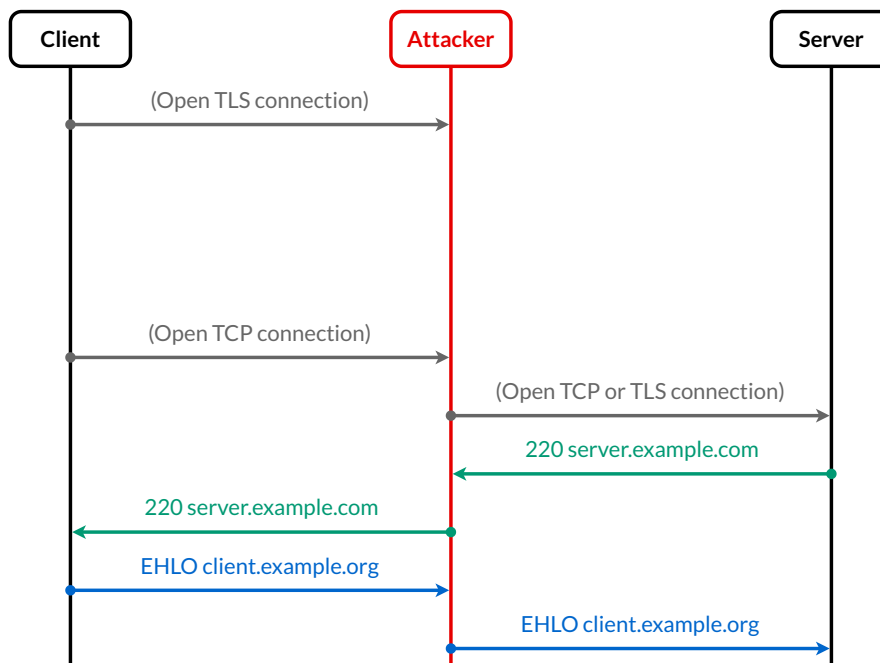 Client
Attacker
Server
(Open TLS connection)
(Open TCP connection)
(Open TCP or TLS connection)
220 server.example.com
220 server.example.com
EHLO client.example.org
EHLO client.example.org